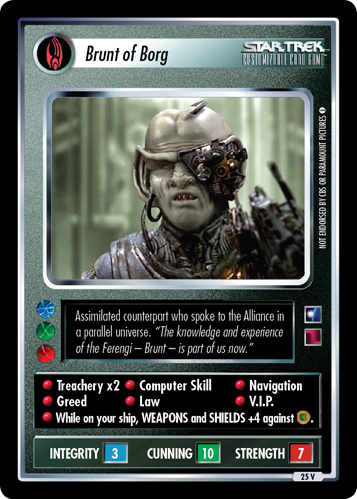 Brunt of Borg
STAR TREK
CUSTOMIZABLE CARD GAME
NOT ENDORSED BY CBS OR PARAMOUNT PICTURES
Assimilated counterpart who spoke to the Alliance in
a parallel universe. "The knowledge and experience
of the Ferengi – Brunt – is part of us now."
• Treachery x2 • Computer Skill • Navigation
• Greed • Law • V.I.P.
• While on your ship, WEAPONS and SHIELDS +4 against .
INTEGRITY 3 CUNNING 10 STRENGTH 7
25 V